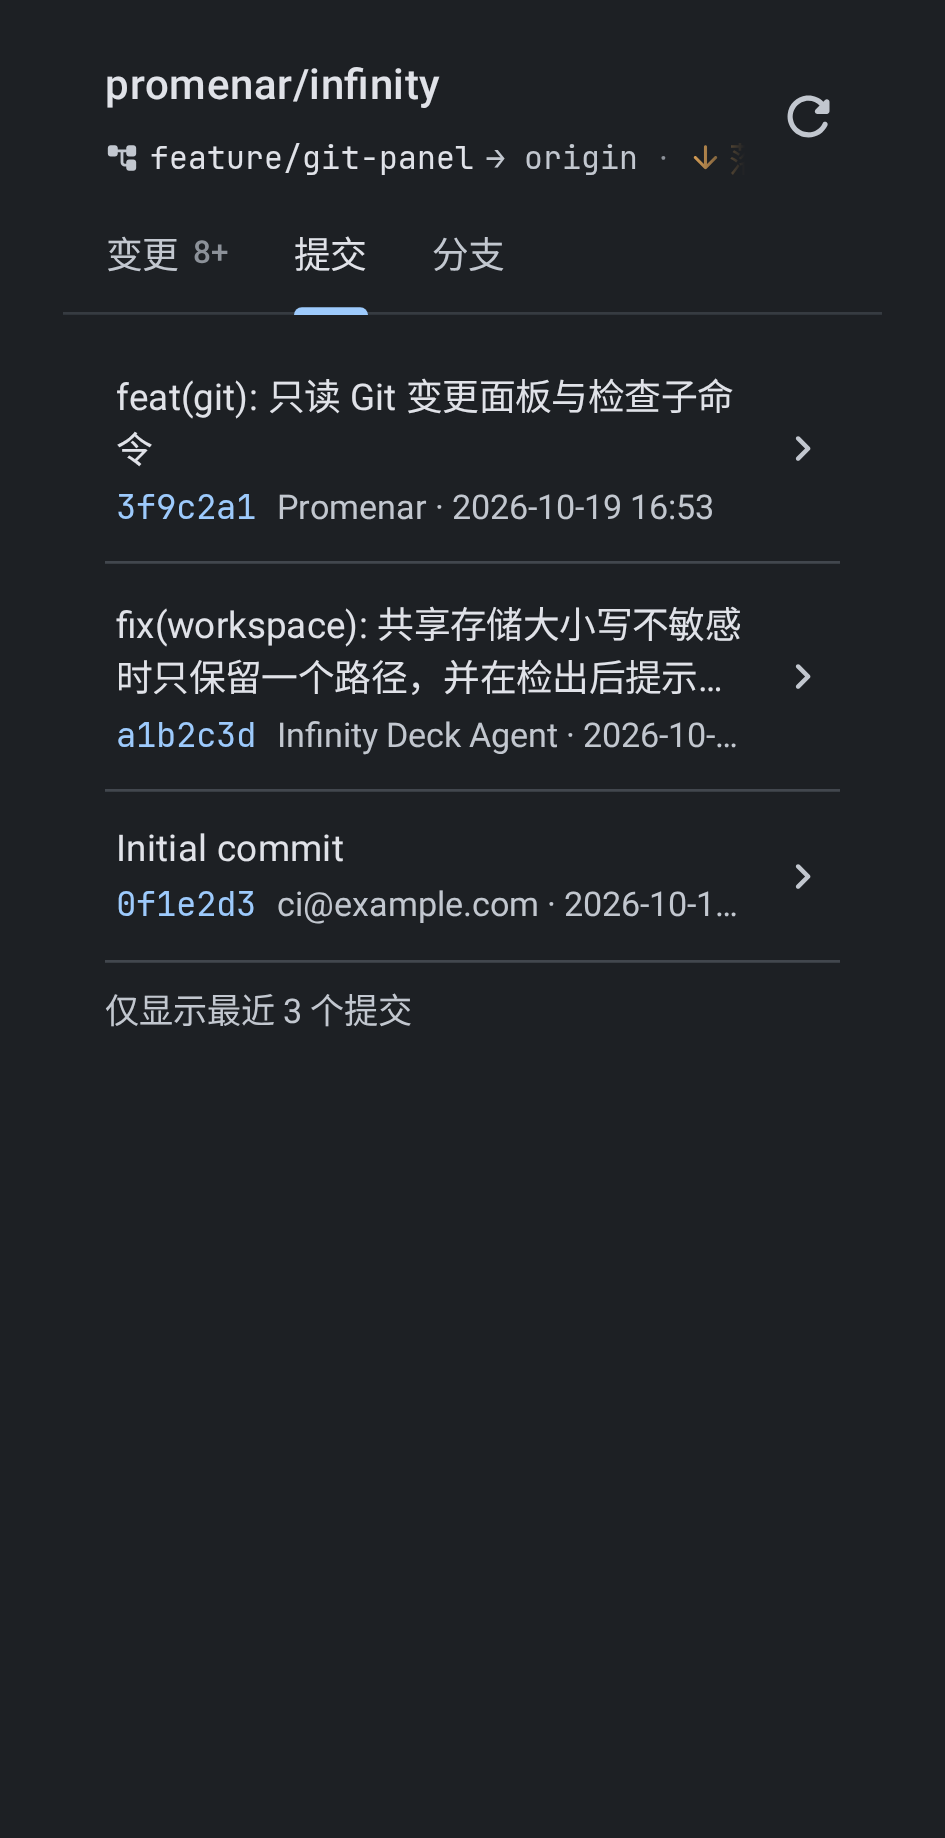 promenar/infinity
feature/git-panel → origin · ↓
变更 8+ 提交 分支
feat(git): 只读 Git 变更面板与检查子命
令
3f9c2a1 Promenar · 2026-10-19 16:53
fix(workspace): 共享存储大小写不敏感
时只保留一个路径，并在检出后提示…
a1b2c3d Infinity Deck Agent · 2026-10-…
Initial commit
0f1e2d3 ci@example.com · 2026-10-1…
仅显示最近 3 个提交